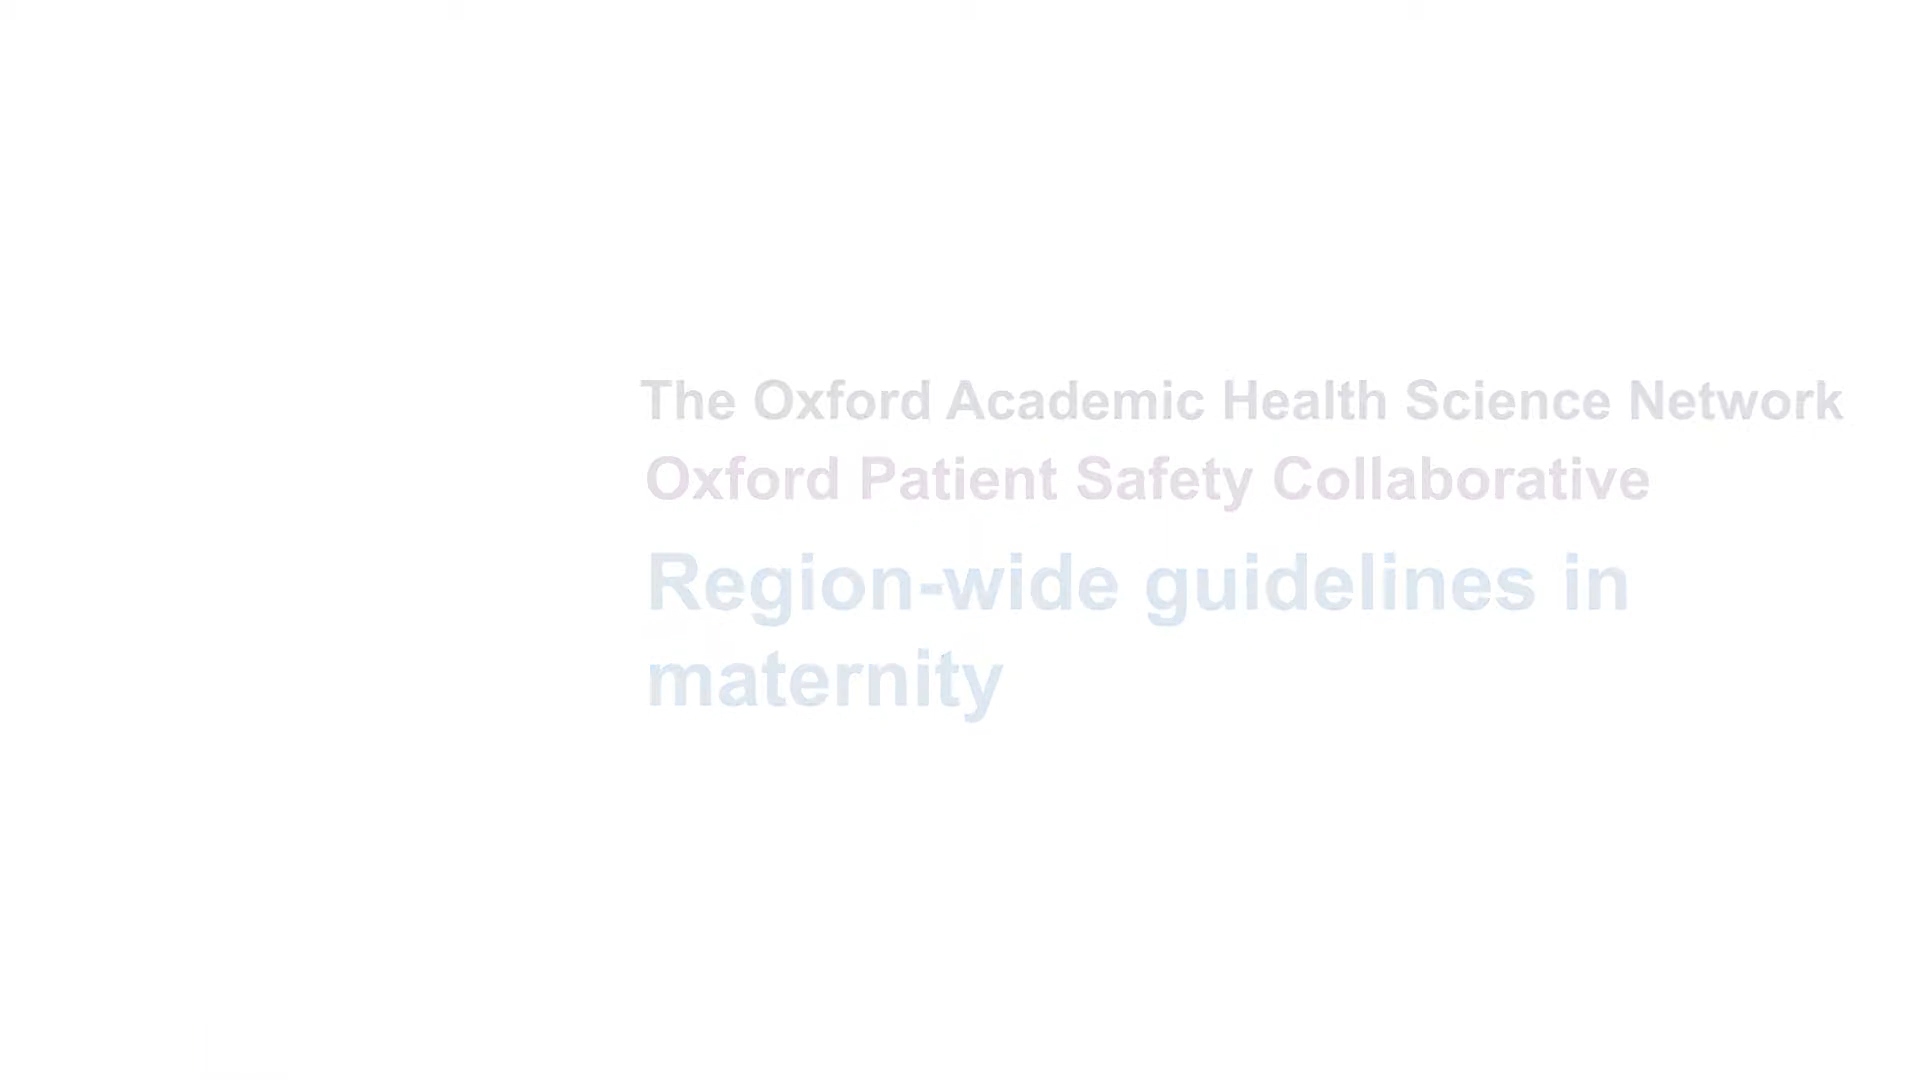 The Oxford Academic Health Science Network
Oxford Patient Safety Collaborative
Region-wide guidelines in
maternity